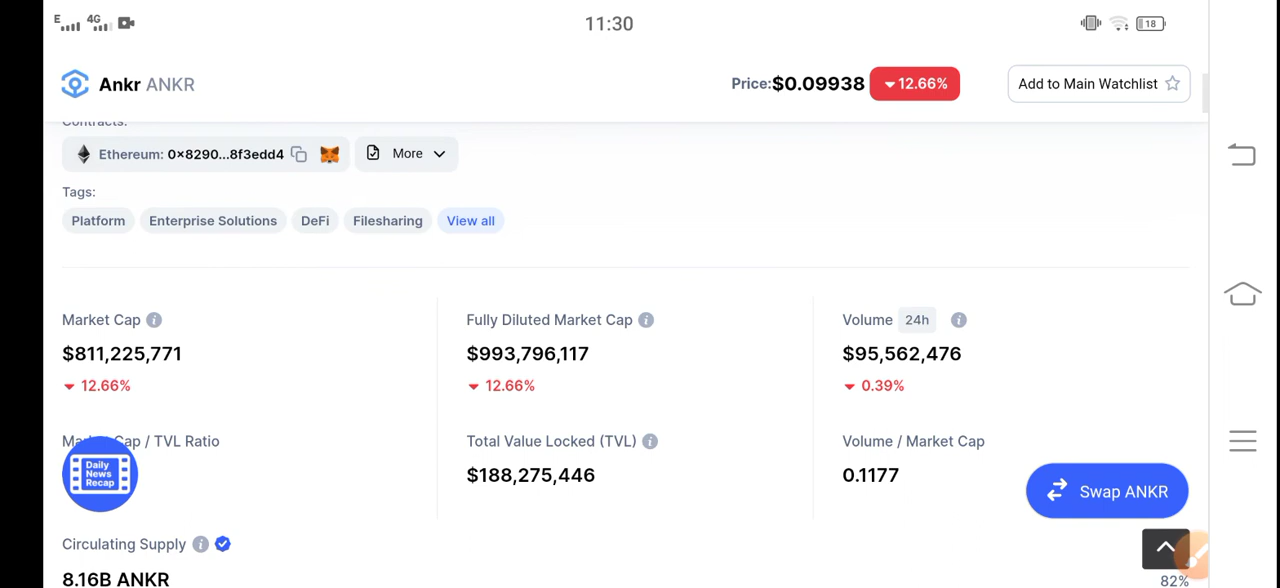 E 4G 11:30 18
Ankr ANKR Price:$0.09938 12.66% Add to Main Watchlist
Contracts:
Ethereum: 0x8290...8f3edd4 More
Tags:
Platform Enterprise Solutions DeFi Filesharing View all
Market Cap Fully Diluted Market Cap Volume 24h
$811,225,771 $993,796,117 $95,562,476
12.66% 12.66% 0.39%
Market Cap / TVL Ratio Total Value Locked (TVL) Volume / Market Cap
Daily
News
Recap
$188,275,446 0.1177
Swap ANKR
Circulating Supply
8.16B ANKR 82%